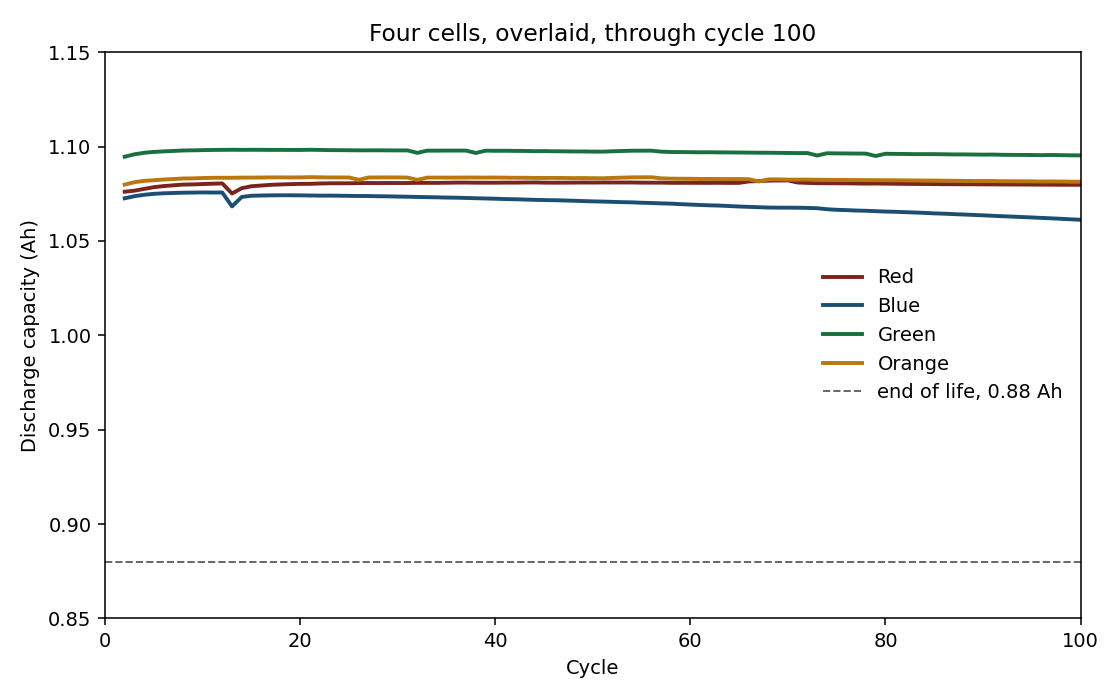 Four cells, overlaid, through cycle 100
1.15
1.10
1.05
1.00
0.95
0.90
0.85
Discharge capacity (Ah)
Red
Blue
Green
Orange
end of life, 0.88 Ah
0 20 40 60 80 100
Cycle